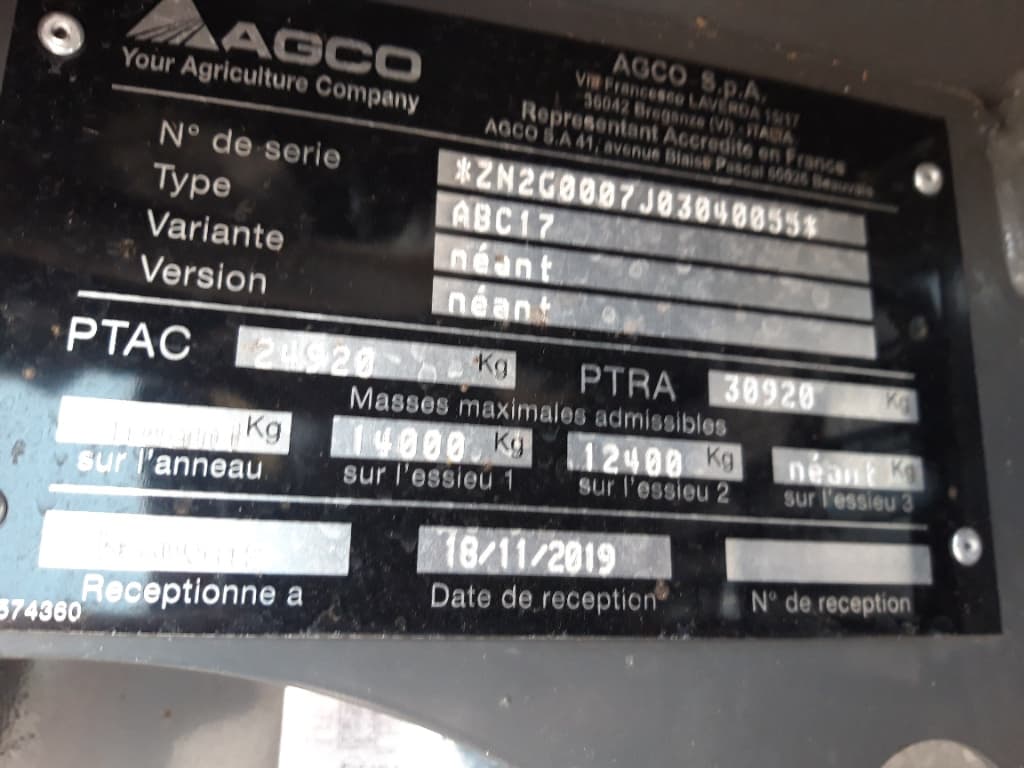 AGCO
Your Agriculture Company
AGCO S.p.A.
Via Francesco LAVERDA 15/17
36042 Breganze (VI) - ITALIA
Representant Accredite en France
AGCO S.A 41, avenue Blaise Pascal 60026 Beauvais
N° de serie *ZN2G0007J03040055*
Type ABC17
Variante néant
Version néant
PTAC 24920 Kg PTRA 30920 Kg
Masses maximales admissibles
Kg 14000 Kg 12400 Kg néant Kg
sur l'anneau sur l'essieu 1 sur l'essieu 2 sur l'essieu 3
18/11/2019
Receptionne a Date de reception N° de reception
574360